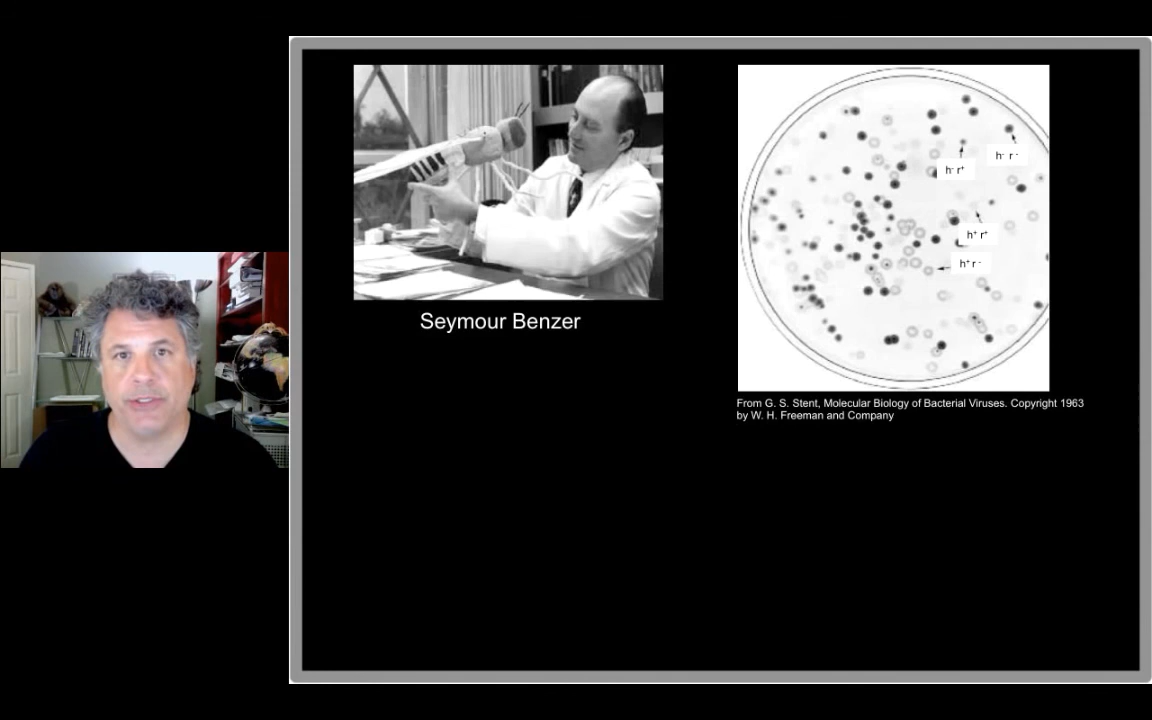 h⁻ r⁻
h⁻ r⁺
h⁺ r⁺
h⁺ r⁻
Seymour Benzer
From G. S. Stent, Molecular Biology of Bacterial Viruses. Copyright 1963
by W. H. Freeman and Company